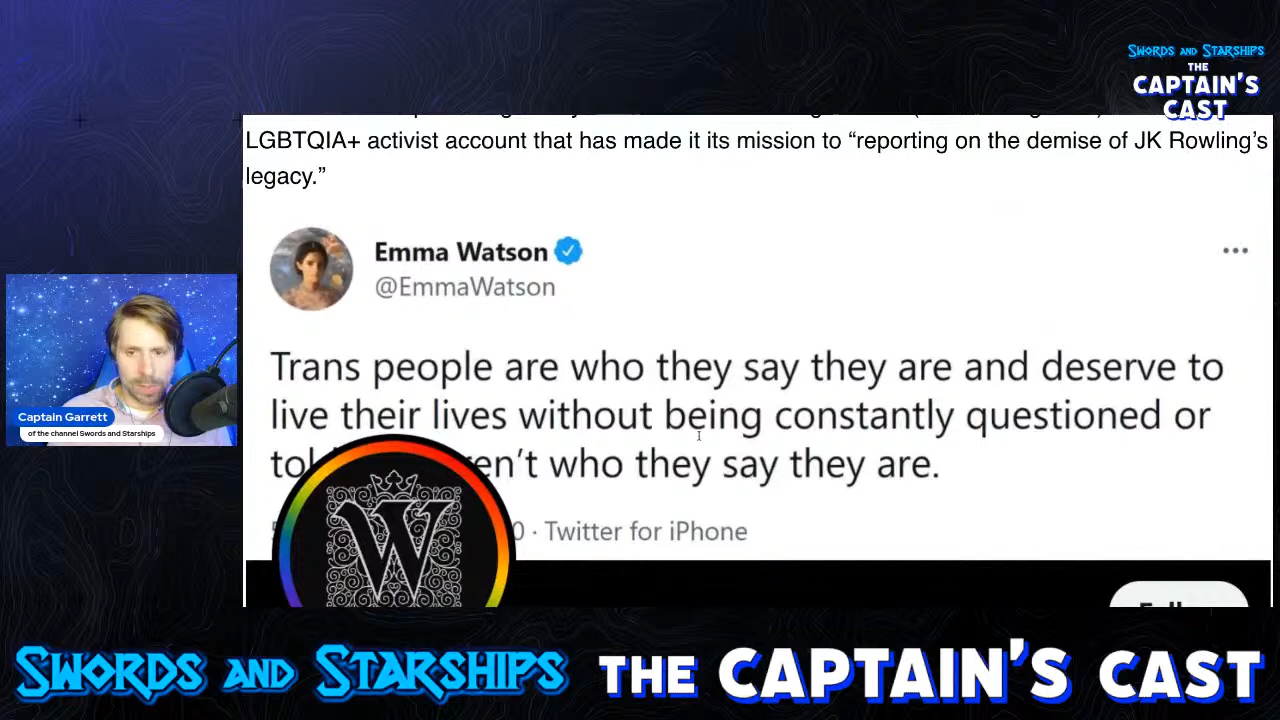 SWORDS AND STARSHIPS
THE
CAPTAIN'S
CAST
LGBTQIA+ activist account that has made it its mission to “reporting on the demise of JK Rowling’s
legacy.”
Emma Watson
@EmmaWatson
Trans people are who they say they are and deserve to
live their lives without being constantly questioned or
who they say they are.
· Twitter for iPhone
W
Captain Garrett
of the channel Swords and Starships
SWORDS AND STARSHIPS THE CAPTAIN'S CAST